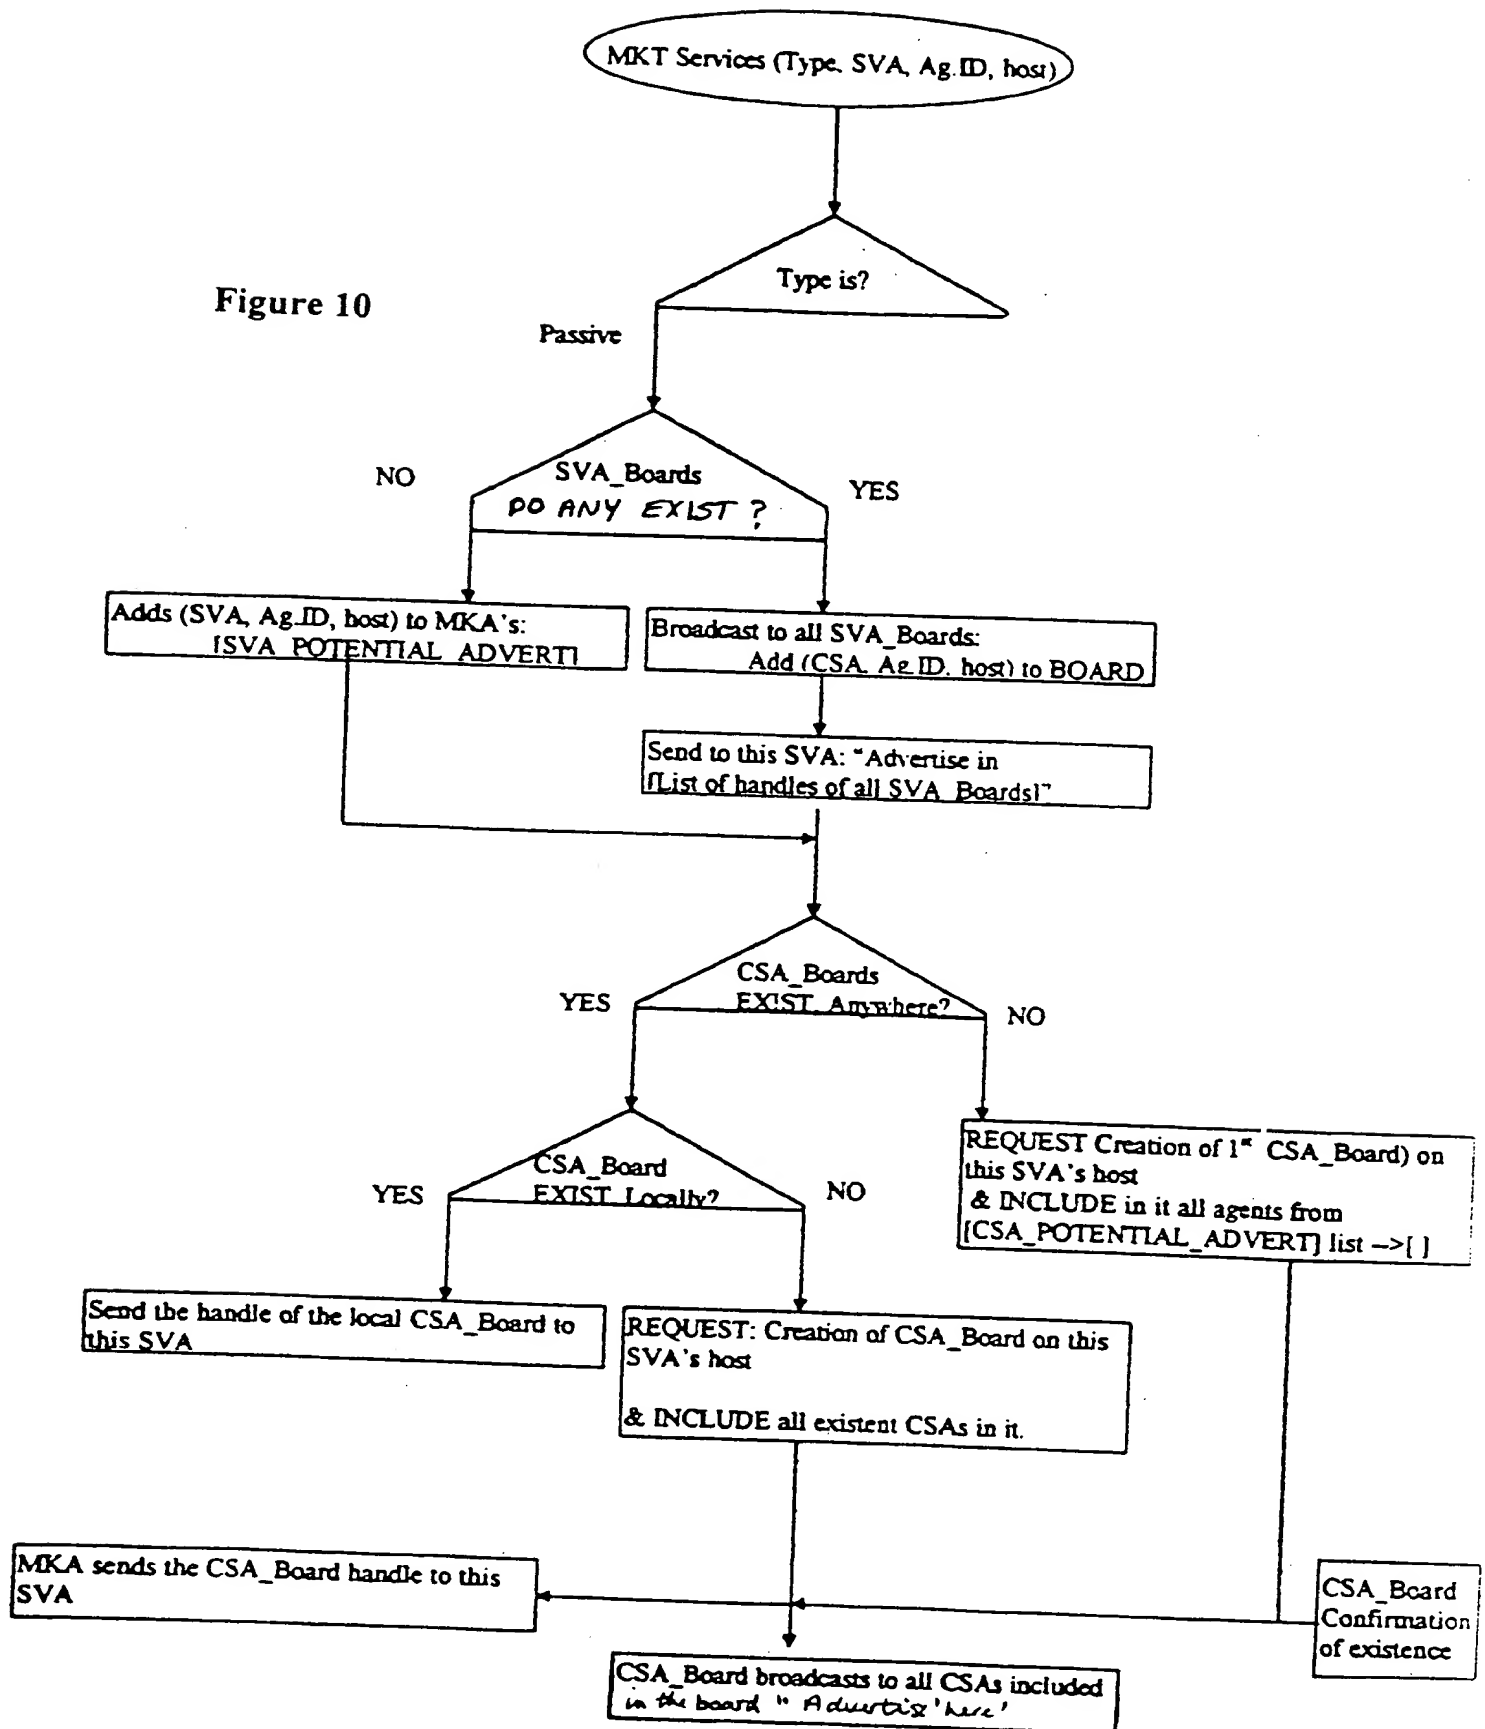 MKT Services (Type, SVA, Ag.ID, host)
Type is?
Figure 10
Passive
NO
SVA_Boards
DO ANY EXIST ?
YES
Adds (SVA, Ag.ID, host) to MKA's:
[SVA_POTENTIAL_ADVERT]
Broadcast to all SVA_Boards:
Add (CSA, Ag.ID, host) to BOARD
Send to this SVA: "Advertise in
[List of handles of all SVA_Boards]"
CSA_Boards
EXIST Anywhere?
YES
NO
CSA_Board
EXIST Locally?
YES
NO
REQUEST Creation of 1st CSA_Board) on
this SVA's host
& INCLUDE in it all agents from
[CSA_POTENTIAL_ADVERT] list -->[ ]
Send the handle of the local CSA_Board to
this SVA
REQUEST: Creation of CSA_Board on this
SVA's host
& INCLUDE all existent CSAs in it.
MKA sends the CSA_Board handle to this
SVA
CSA_Board
Confirmation
of existence
CSA_Board broadcasts to all CSAs included
in the board " Advertise 'here'